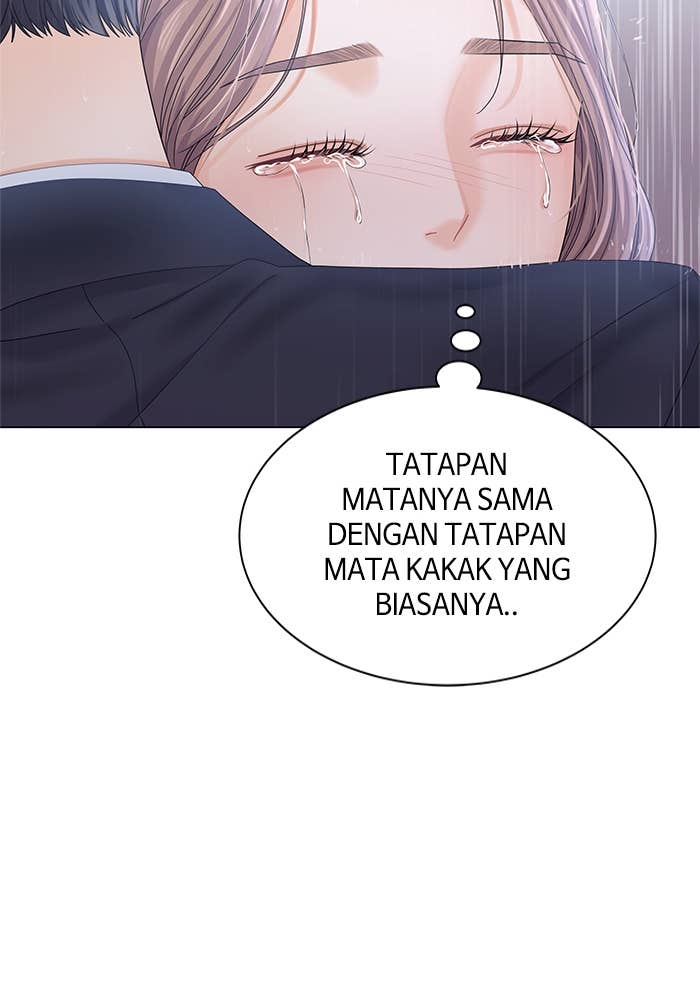 TATAPAN
MATANYA SAMA
DENGAN TATAPAN
MATA KAKAK YANG
BIASANYA..